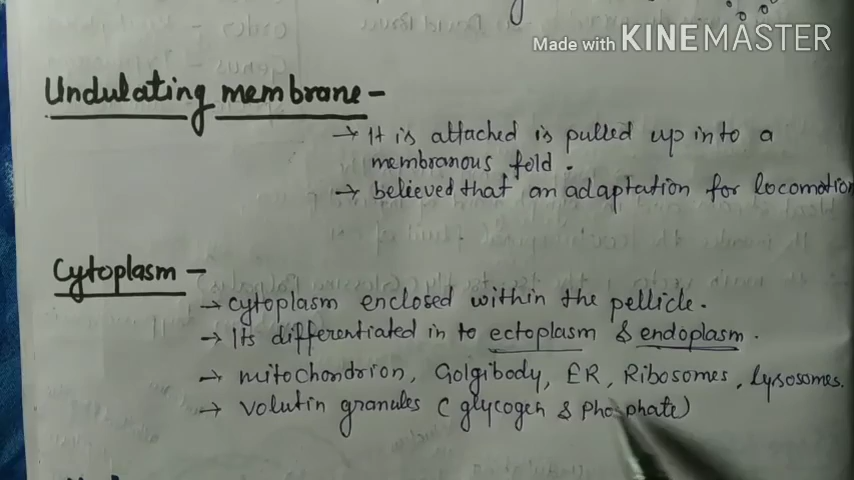 Made with KINEMASTER
Undulating membrane -
→ It is attached is pulled up into a
membranous fold.
→ believed that an adaptation for locomotion
Cytoplasm -
→ cytoplasm enclosed within the pellicle.
→ Its differentiated in to ectoplasm & endoplasm.
→ mitochondrion, Golgibody, ER, Ribosomes, Lysosomes.
→ Volutin granules ( glycogen & phosphate)